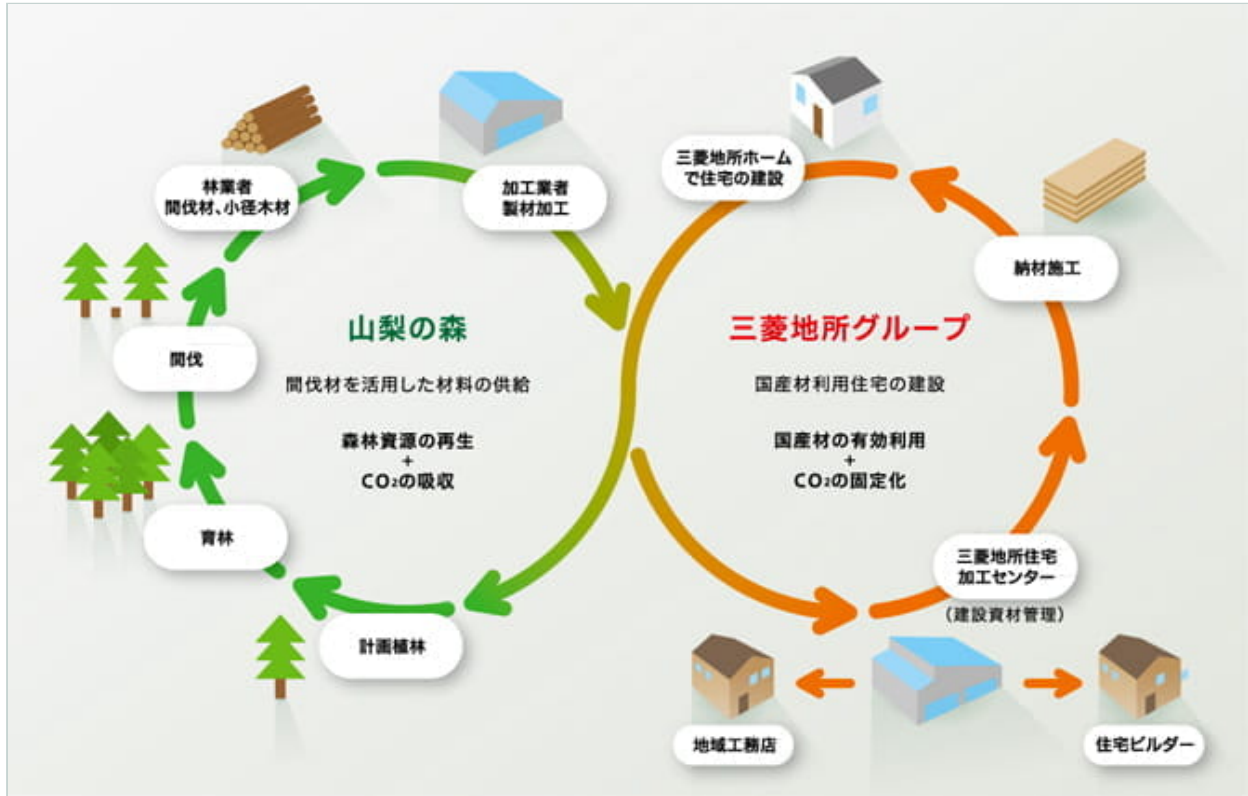 林業者
間伐材、小径木材
加工業者
製材加工
三菱地所ホーム
で住宅の建設
納材施工
間伐
山梨の森
間伐材を活用した材料の供給
森林資源の再生
+
CO₂の吸収
三菱地所グループ
国産材利用住宅の建設
国産材の有効利用
+
CO₂の固定化
育林
計画植林
三菱地所住宅
加工センター
（建設資材管理）
地域工務店
住宅ビルダー